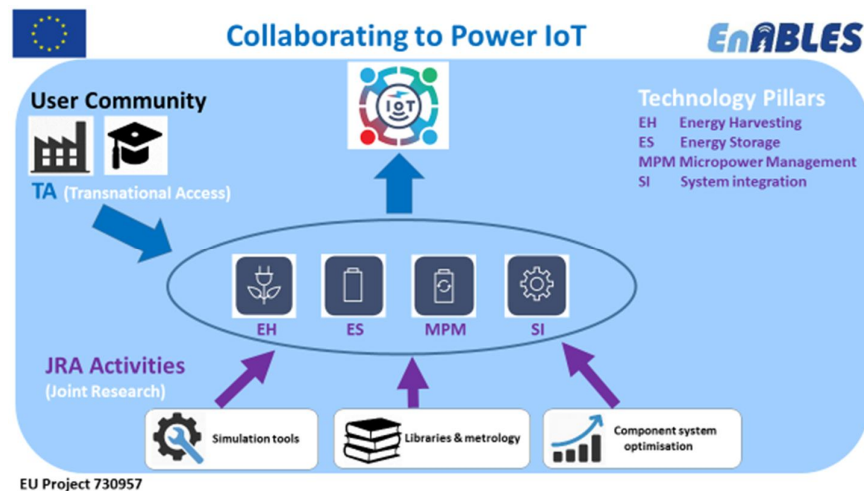 Collaborating to Power IoT
EnABLES
User Community
TA (Transnational Access)
IoT
Technology Pillars
EH Energy Harvesting
ES Energy Storage
MPM Micropower Management
SI System integration
EH
ES
MPM
SI
JRA Activities
(Joint Research)
Simulation tools
Libraries & metrology
Component system
optimisation
EU Project 730957